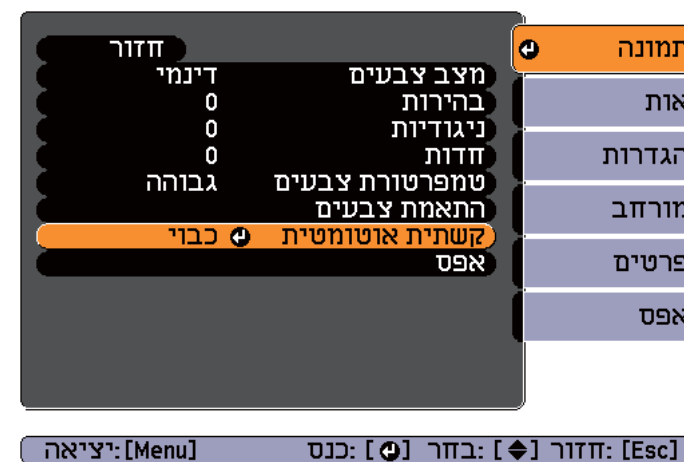 תמונה
אות
הגדרות
מורחב
פרטים
אפס
חזור
מצב צבעים דינמי
בהירות 0
ניגודיות 0
חדות 0
טמפרטורת צבעים גבוהה
התאמת צבעים
קשתית אוטומטית כבוי
אפס
[Esc] :חזור [◆] :בחר [↵] :כנס [Menu]:יציאה